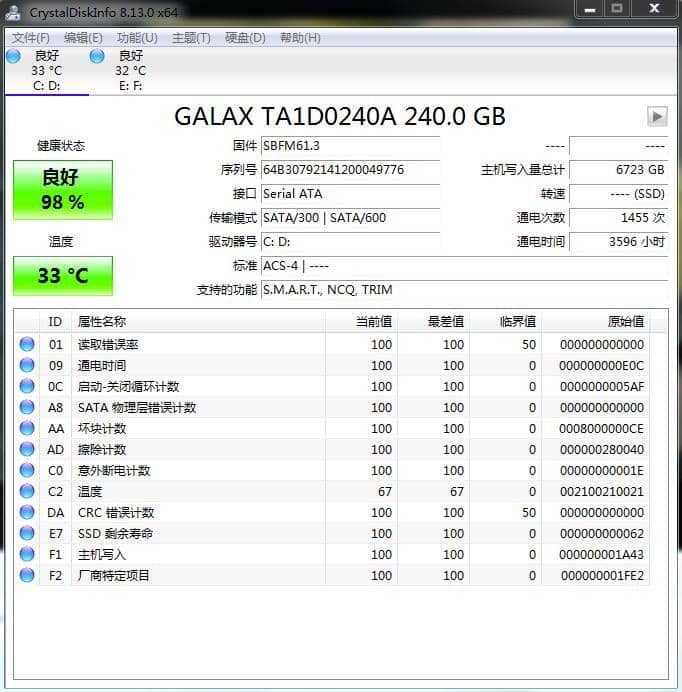 CrystalDiskInfo 8.13.0 x64
文件(F) 编辑(E) 功能(U) 主题(T) 硬盘(D) 帮助(H)
良好 良好
33 °C 32 °C
C: D: E: F:
GALAX TA1D0240A 240.0 GB
健康状态 固件 SBFM61.3 ---- ----
良好 序列号 64B30792141200049776 主机写入量总计 6723 GB
98 % 接口 Serial ATA 转速 ---- (SSD)
传输模式 SATA/300 | SATA/600 通电次数 1455 次
温度 驱动器号 C: D: 通电时间 3596 小时
33 °C 标准 ACS-4 | ----
支持的功能 S.M.A.R.T., NCQ, TRIM
ID 属性名称 当前值 最差值 临界值 原始值
01 读取错误率 100 100 50 000000000000
09 通电时间 100 100 0 000000000E0C
0C 启动-关闭循环计数 100 100 0 0000000005AF
A8 SATA 物理层错误计数 100 100 0 000000000000
AA 坏块计数 100 100 0 0008000000CE
AD 擦除计数 100 100 0 000000280040
C0 意外断电计数 100 100 0 00000000001E
C2 温度 67 67 0 002100210021
DA CRC 错误计数 100 100 50 000000000000
E7 SSD 剩余寿命 100 100 0 000000000062
F1 主机写入 100 100 0 000000001A43
F2 厂商特定项目 100 100 0 000000001FE2